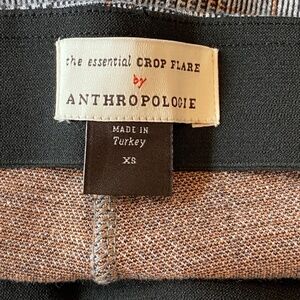 the essential CROP FLARE
by
ANTHROPOLOGIE
MADE IN
Turkey
XS